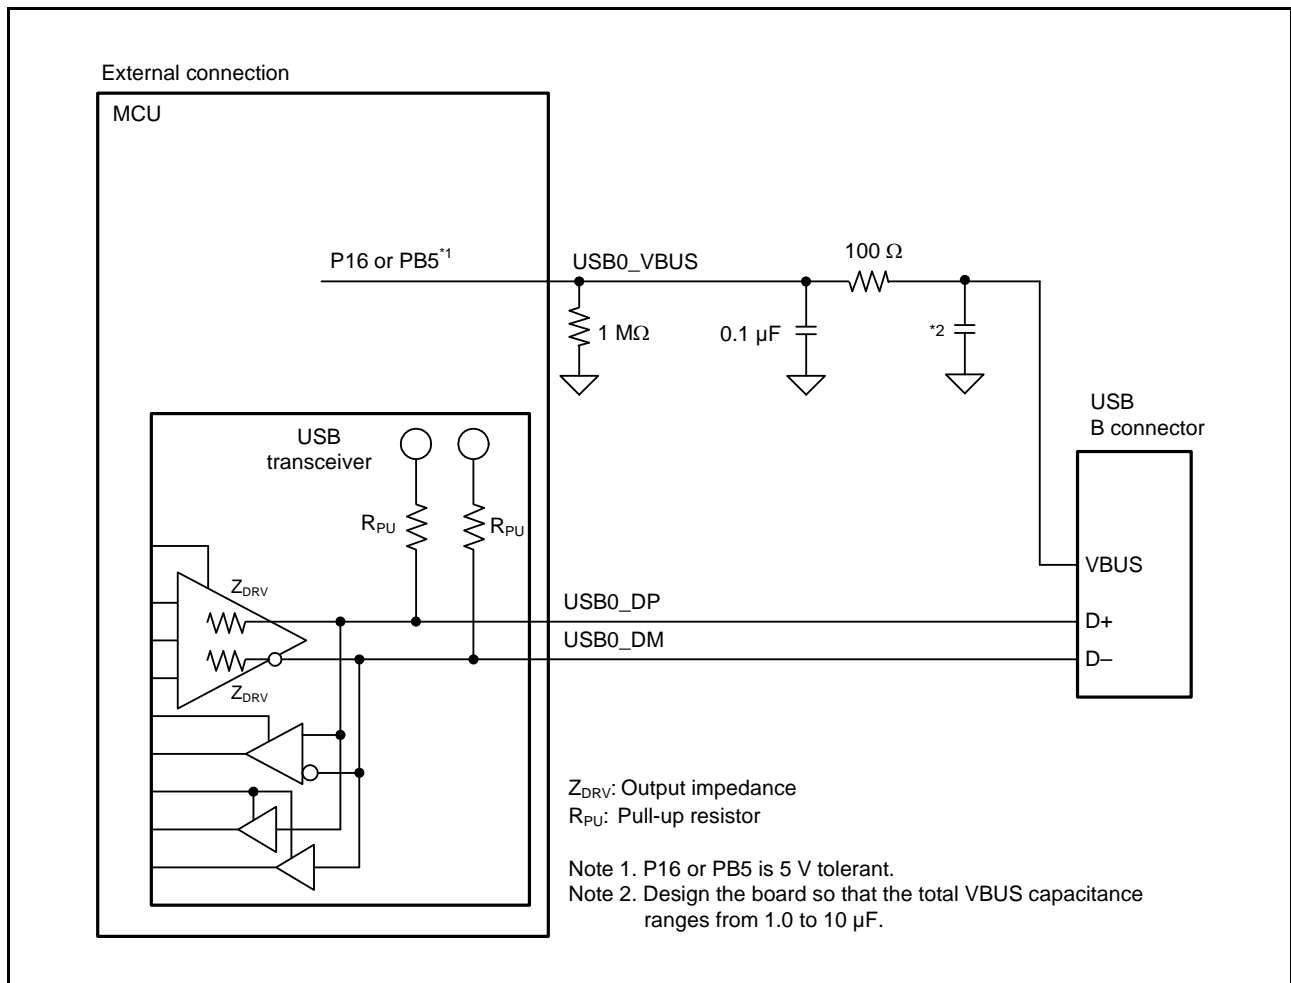 External connection
MCU
P16 or PB5*1
USB0_VBUS
100 Ω
1 MΩ
0.1 µF
*2
USB
B connector
USB
transceiver
RPU
RPU
VBUS
ZDRV
USB0_DP
D+
USB0_DM
D–
ZDRV
ZDRV: Output impedance
RPU: Pull-up resistor
Note 1. P16 or PB5 is 5 V tolerant.
Note 2. Design the board so that the total VBUS capacitance
ranges from 1.0 to 10 µF.